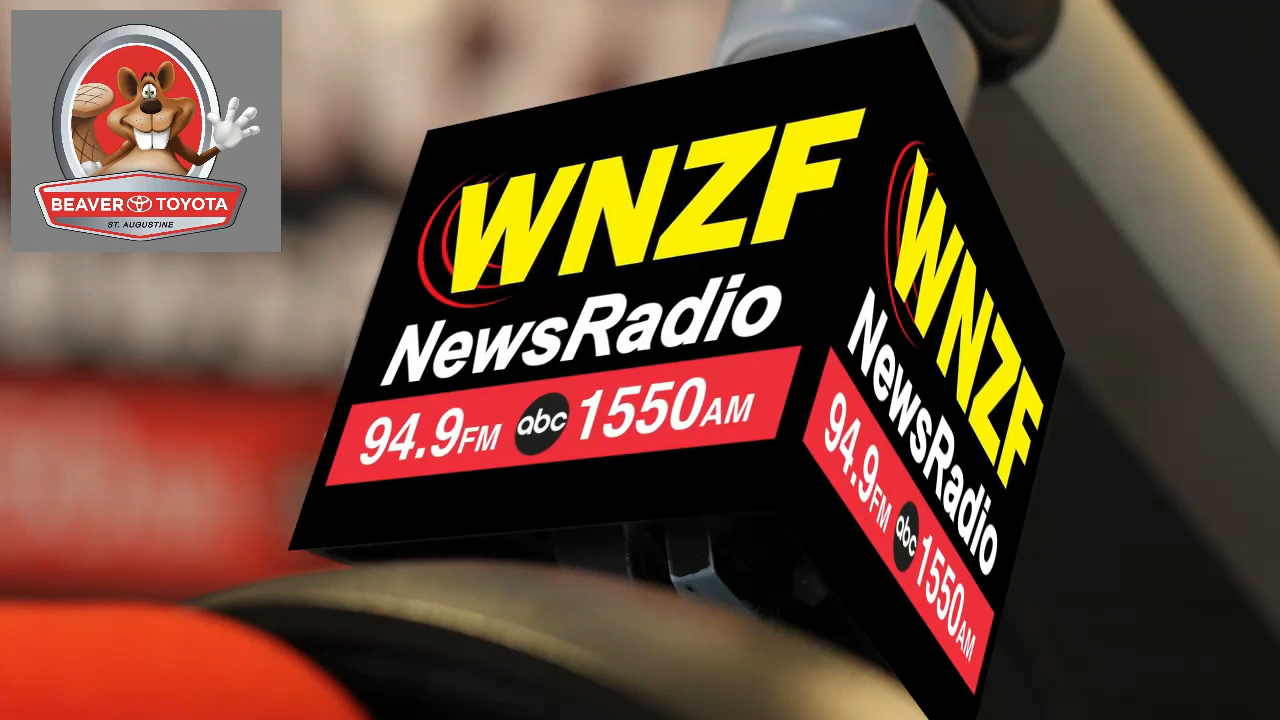 BEAVER TOYOTA
ST. AUGUSTINE
WNZF
NewsRadio
94.9FM abc 1550AM
WNZF
NewsRadio
94.9FM abc 1550AM